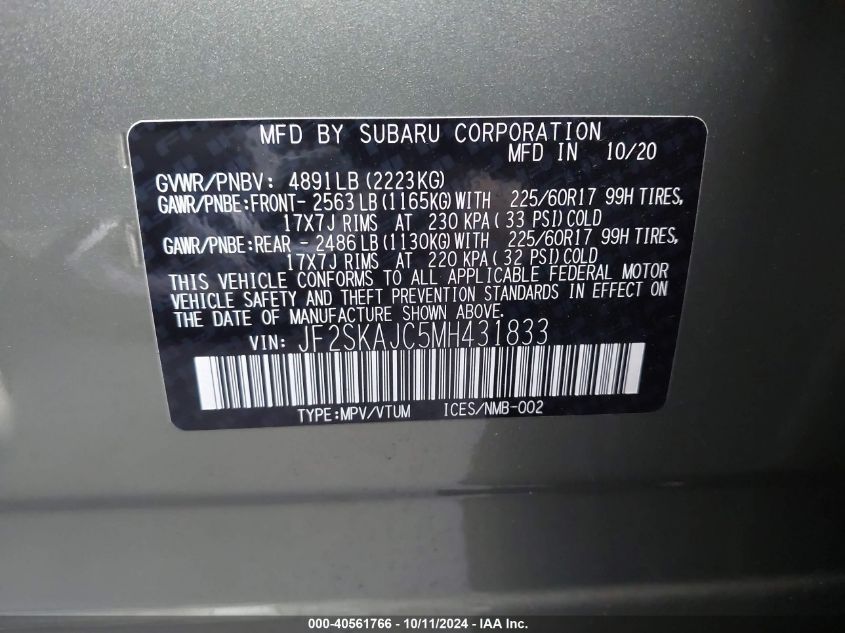 MFD BY SUBARU CORPORATION
MFD IN 10/20
GVWR/PNBV: 4891LB (2223KG)
GAWR/PNBE:FRONT- 2563 LB (1165KG) WITH 225/60R17 99H TIRES,
17X7J RIMS AT 230 KPA ( 33 PSI) COLD
GAWR/PNBE:REAR - 2486 LB (1130KG) WITH 225/60R17 99H TIRES,
17X7J RIMS AT 220 KPA ( 32 PSI) COLD
THIS VEHICLE CONFORMS TO ALL APPLICABLE FEDERAL MOTOR
VEHICLE SAFETY AND THEFT PREVENTION STANDARDS IN EFFECT ON
THE DATE OF MANUFACTURE SHOWN ABOVE.
VIN: JF2SKAJC5MH431833
TYPE:MPV/VTUM ICES/NMB-002
000-40561766 - 10/11/2024 - IAA Inc.